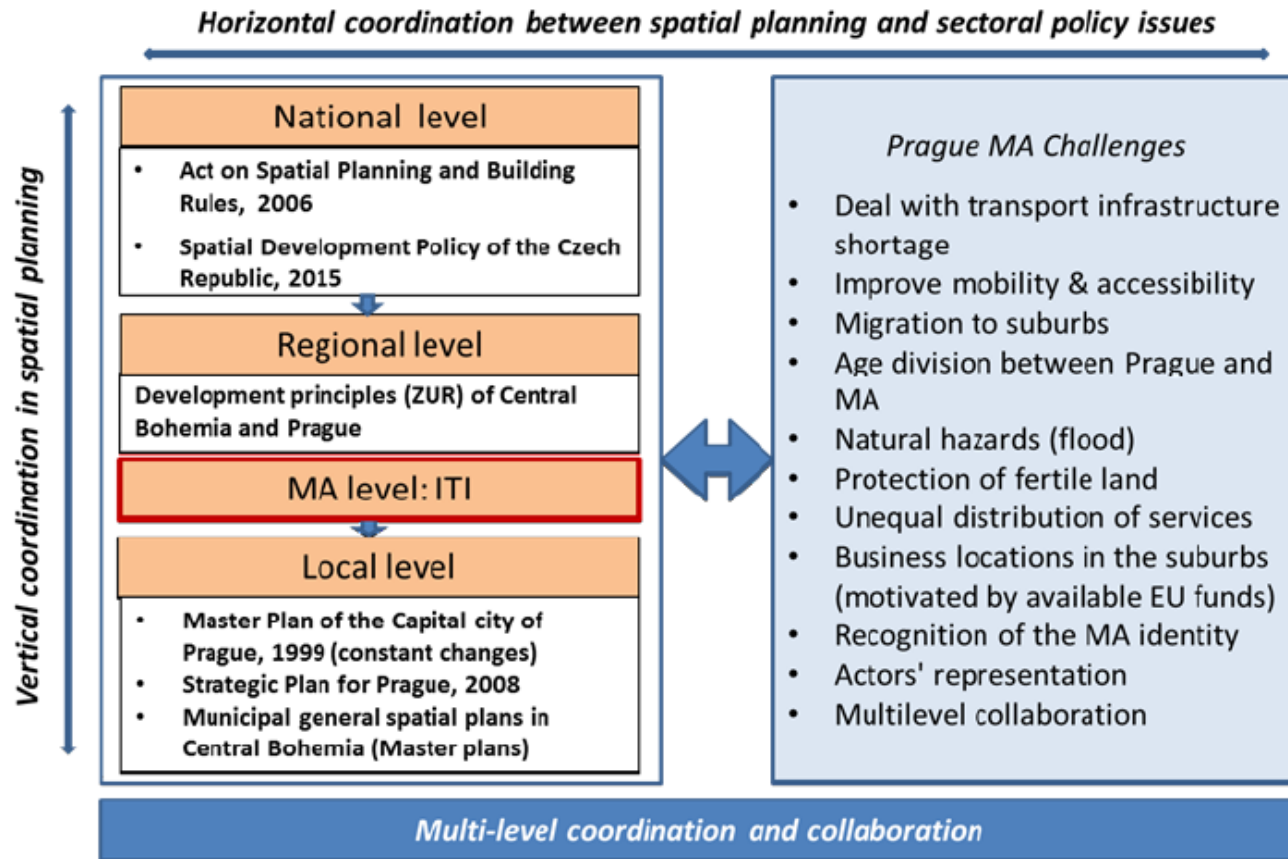 Horizontal coordination between spatial planning and sectoral policy issues
Vertical coordination in spatial planning
National level
• Act on Spatial Planning and Building
Rules, 2006
• Spatial Development Policy of the Czech
Republic, 2015
Regional level
Development principles (ZUR) of Central
Bohemia and Prague
MA level: ITI
Local level
• Master Plan of the Capital city of
Prague, 1999 (constant changes)
• Strategic Plan for Prague, 2008
• Municipal general spatial plans in
Central Bohemia (Master plans)
Prague MA Challenges
• Deal with transport infrastructure
shortage
• Improve mobility & accessibility
• Migration to suburbs
• Age division between Prague and
MA
• Natural hazards (flood)
• Protection of fertile land
• Unequal distribution of services
• Business locations in the suburbs
(motivated by available EU funds)
• Recognition of the MA identity
• Actors' representation
• Multilevel collaboration
Multi-level coordination and collaboration